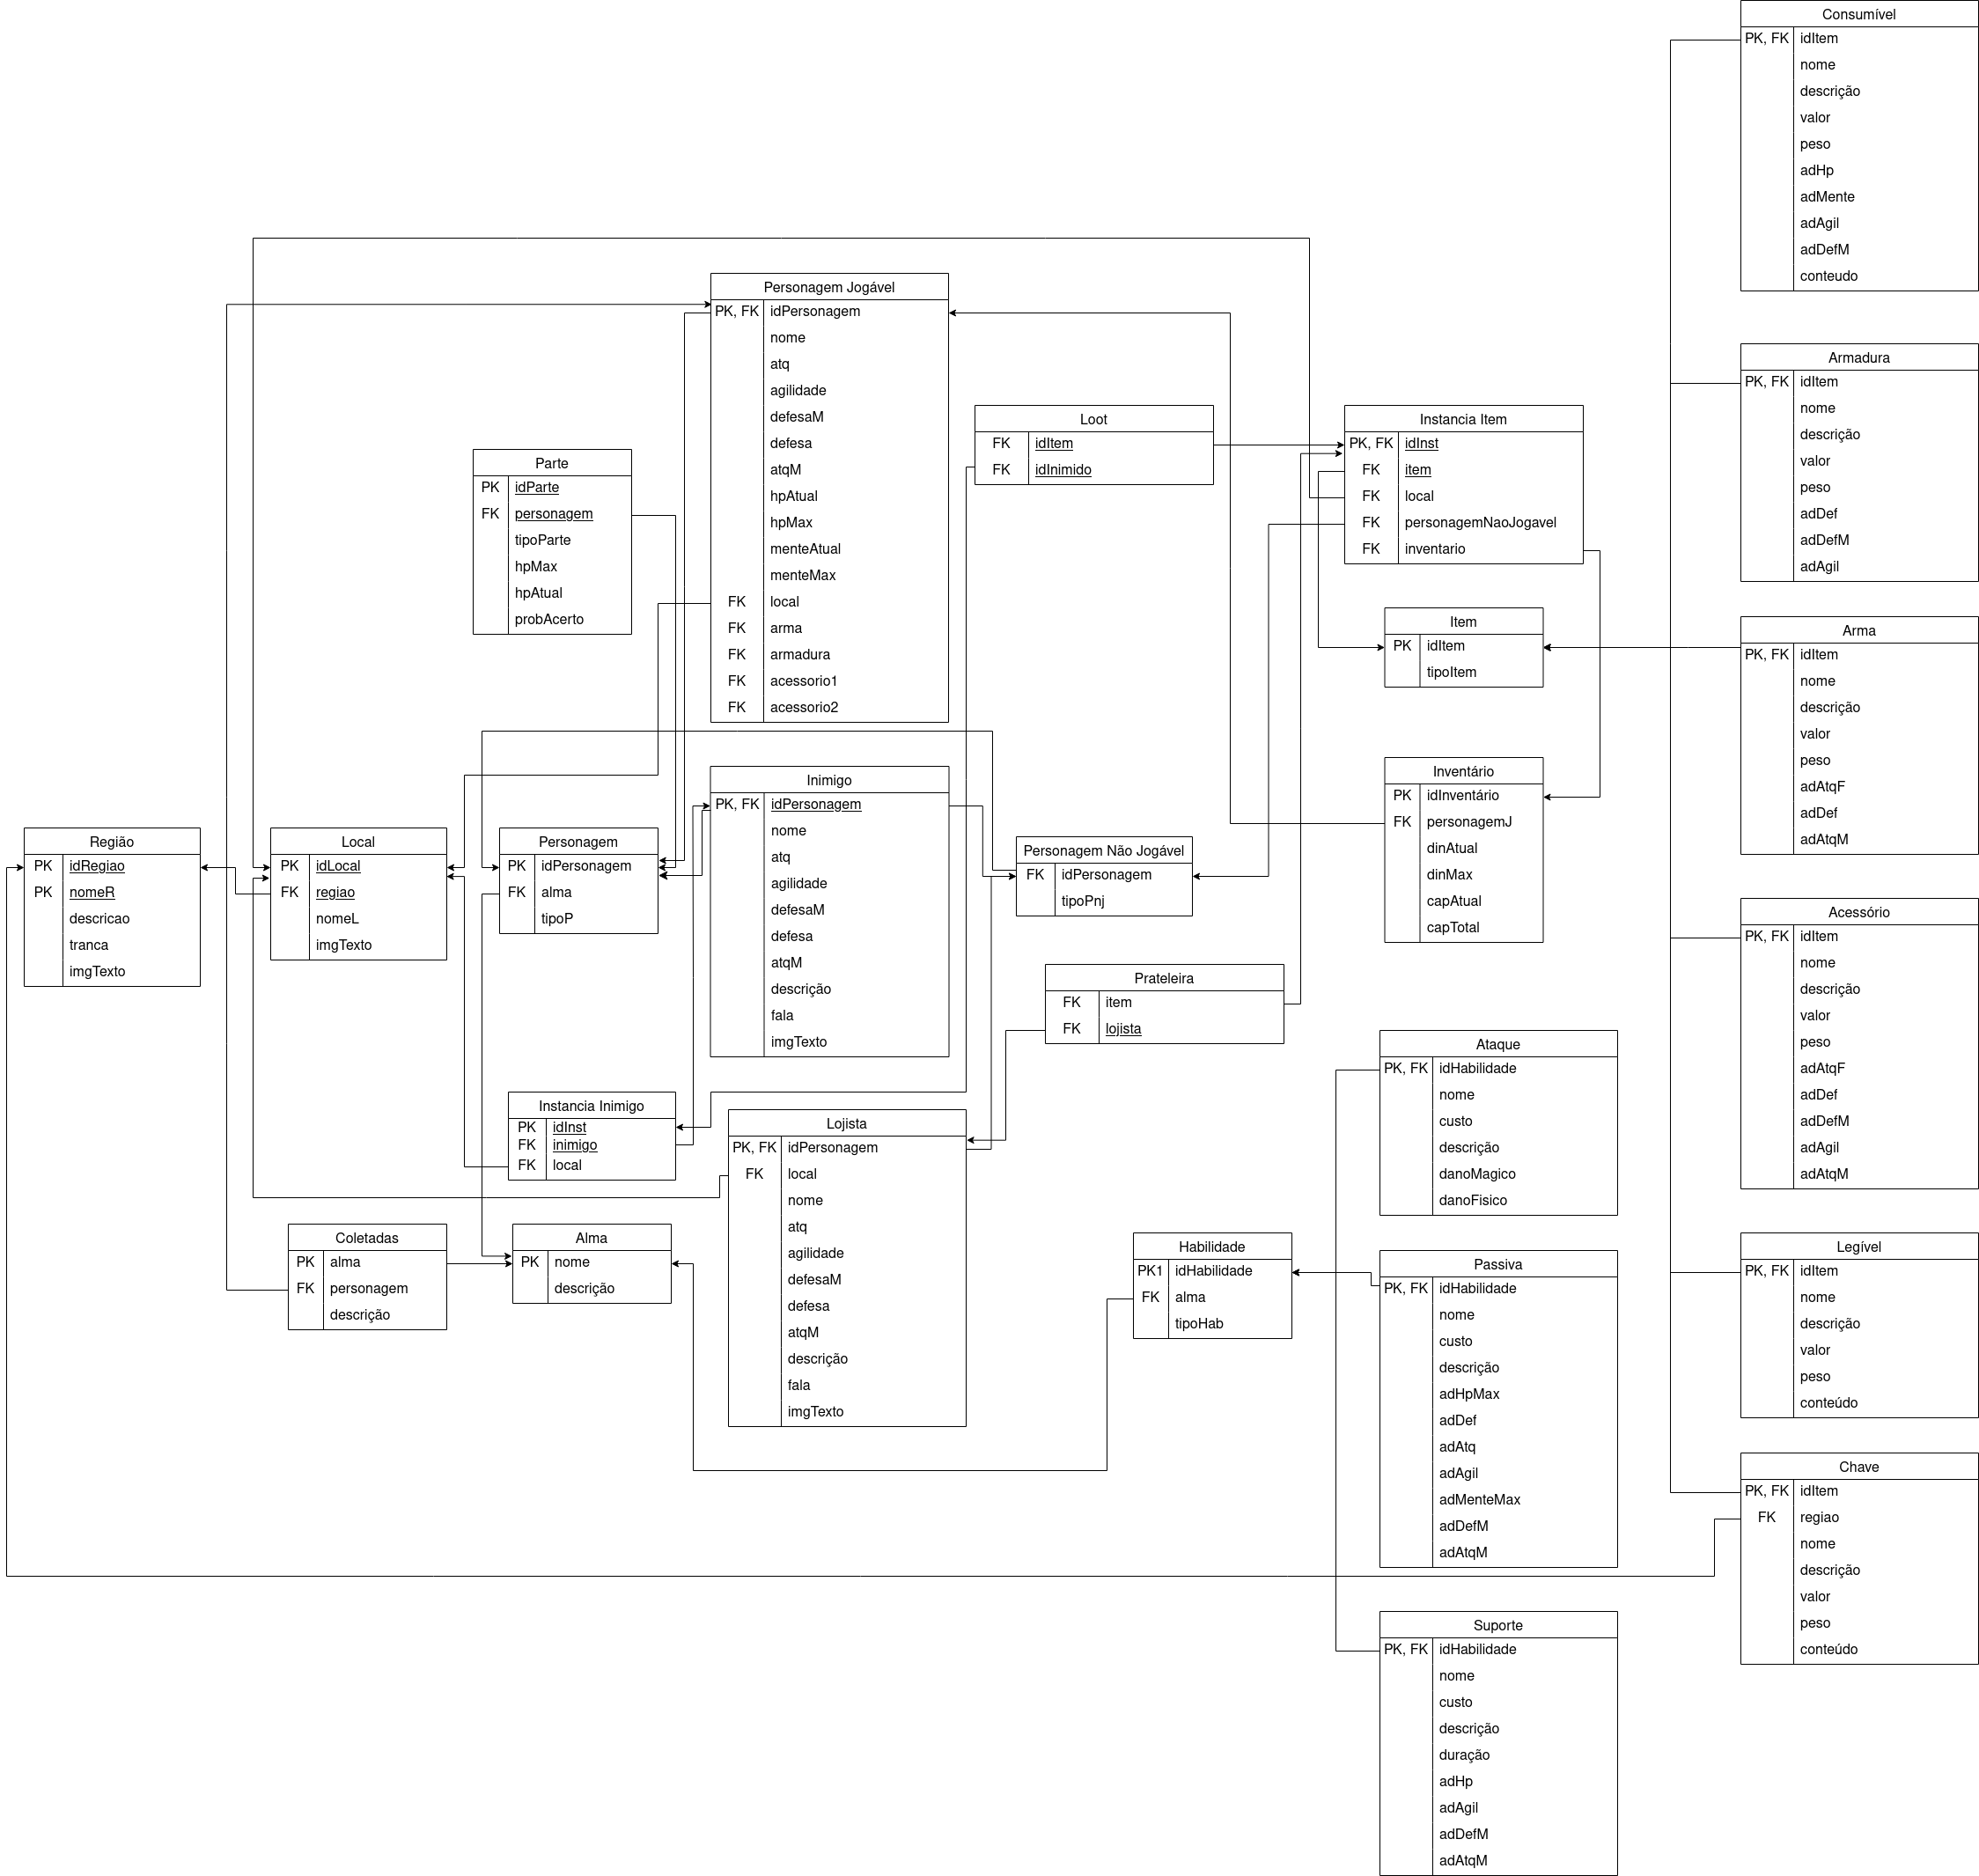 Consumível
PK, FK idItem
nome
descrição
valor
peso
adHp
adMente
adAgil
adDefM
conteudo
Personagem Jogável
PK, FK idPersonagem
nome
atq
agilidade
defesaM
defesa
atqM
hpAtual
hpMax
menteAtual
menteMax
FK local
FK arma
FK armadura
FK acessorio1
FK acessorio2
Armadura
PK, FK idItem
nome
descrição
valor
peso
adDef
adDefM
adAgil
Loot
FK idItem
FK idInimido
Instancia Item
PK, FK idInst
FK item
FK local
FK personagemNaoJogavel
FK inventario
Parte
PK idParte
FK personagem
tipoParte
hpMax
hpAtual
probAcerto
Item
PK idItem
tipoItem
Arma
PK, FK idItem
nome
descrição
valor
peso
adAtqF
adDef
adAtqM
Inventário
PK idInventário
FK personagemJ
dinAtual
dinMax
capAtual
capTotal
Inimigo
PK, FK idPersonagem
nome
atq
agilidade
defesaM
defesa
atqM
descrição
fala
imgTexto
Região
PK idRegiao
PK nomeR
descricao
tranca
imgTexto
Local
PK idLocal
FK regiao
nomeL
imgTexto
Personagem
PK idPersonagem
FK alma
tipoP
Personagem Não Jogável
FK idPersonagem
tipoPnj
Acessório
PK, FK idItem
nome
descrição
valor
peso
adAtqF
adDef
adDefM
adAgil
adAtqM
Prateleira
FK item
FK lojista
Ataque
PK, FK idHabilidade
nome
custo
descrição
danoMagico
danoFisico
Instancia Inimigo
PK idInst
FK inimigo
FK local
Lojista
PK, FK idPersonagem
FK local
nome
atq
agilidade
defesaM
defesa
atqM
descrição
fala
imgTexto
Coletadas
PK alma
FK personagem
descrição
Alma
PK nome
descrição
Habilidade
PK1 idHabilidade
FK alma
tipoHab
Passiva
PK, FK idHabilidade
nome
custo
descrição
adHpMax
adDef
adAtq
adAgil
adMenteMax
adDefM
adAtqM
Legível
PK, FK idItem
nome
descrição
valor
peso
conteúdo
Chave
PK, FK idItem
FK regiao
nome
descrição
valor
peso
conteúdo
Suporte
PK, FK idHabilidade
nome
custo
descrição
duração
adHp
adAgil
adDefM
adAtqM